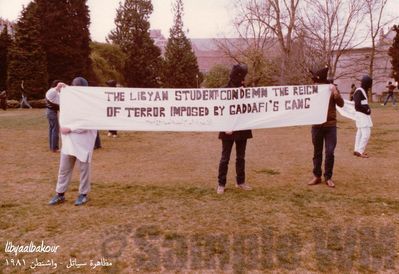 THE LIBYAN STUDENT CONDEMN THE REIGN
OF TERROR IMPOSED BY GADDAFI'S GANG
libyaalbakour
مظاهرة سياتل - واشنطن ١٩٨١